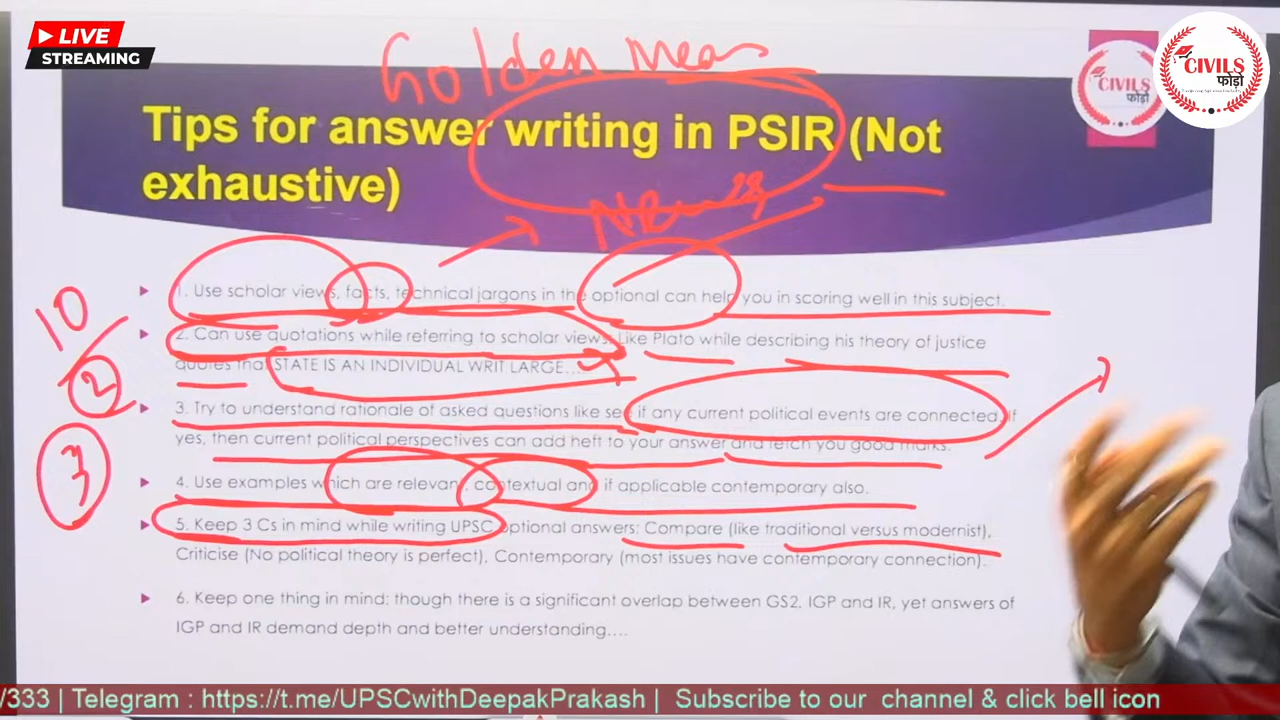 LIVE
STREAMING
Golden mean
CIVILS
फोड़ो
CIVILS
फोड़ो
Tips for answer writing in PSIR (Not
exhaustive)
1. Use scholar views, facts, technical jargons in the optional can help you in scoring well in this subject.
2. Can use quotations while referring to scholar views. Like Plato while describing his theory of justice
quotes that STATE IS AN INDIVIDUAL WRIT LARGE....
3. Try to understand rationale of asked questions like see if any current political events are connected. If
yes, then current political perspectives can add heft to your answer and fetch you good marks.
4. Use examples which are relevant, contextual and if applicable contemporary also.
5. Keep 3 Cs in mind while writing UPSC optional answers: Compare (like traditional versus modernist),
Criticise (No political theory is perfect), Contemporary (most issues have contemporary connection).
6. Keep one thing in mind: though there is a significant overlap between GS2, IGP and IR, yet answers of
IGP and IR demand depth and better understanding....
10
2
3
/333 | Telegram : https://t.me/UPSCwithDeepakPrakash | Subscribe to our channel & click bell icon